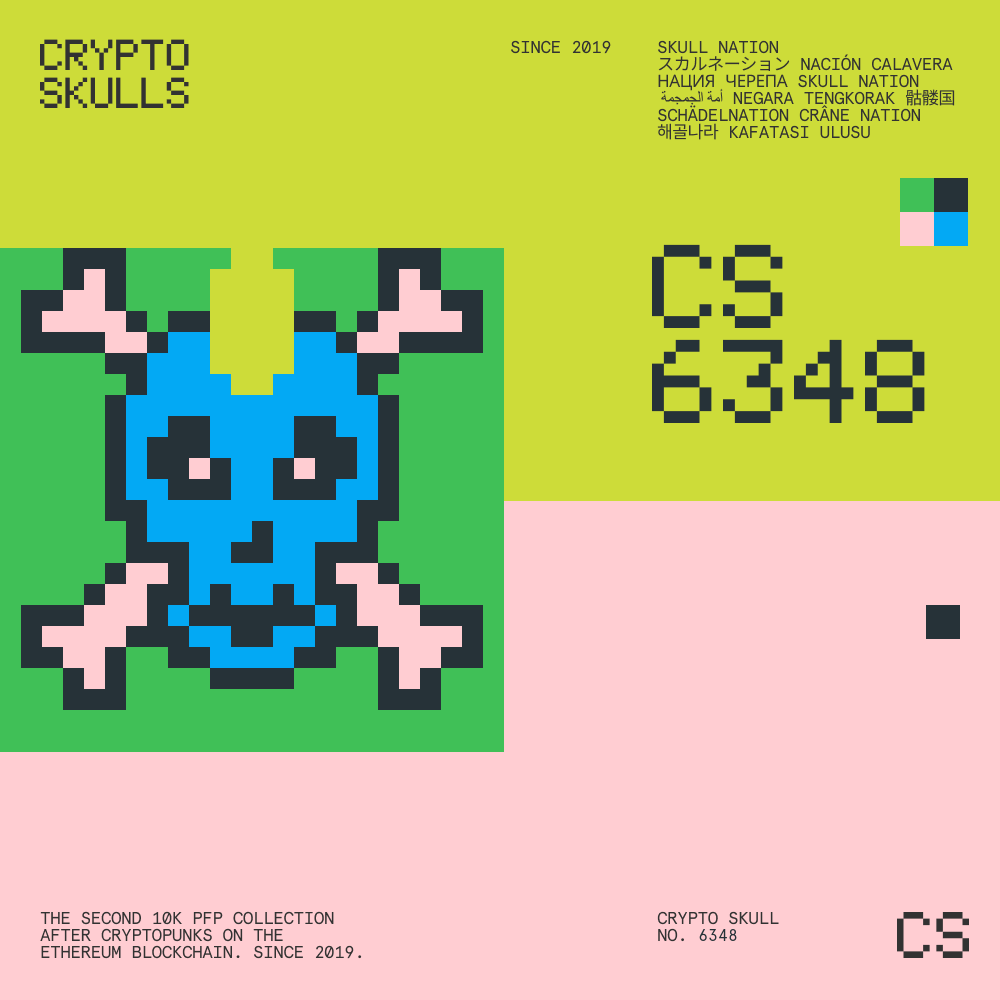 CRYPTO
SKULLS
SINCE 2019
SKULL NATION
スカルネーション NACIÓN CALAVERA
НАЦИЯ ЧЕРЕПА SKULL NATION
أمة الجمجمة NEGARA TENGKORAK 骷髅国
SCHÄDELNATION CRÂNE NATION
해골나라 KAFATASI ULUSU
CS
6348
THE SECOND 10K PFP COLLECTION
AFTER CRYPTOPUNKS ON THE
ETHEREUM BLOCKCHAIN. SINCE 2019.
CRYPTO SKULL
NO. 6348
CS